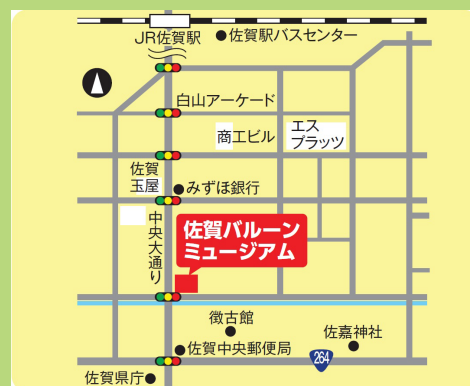 JR佐賀駅
佐賀駅バスセンター
白山アーケード
商工ビル
エス
プラッツ
佐賀
玉屋
みずほ銀行
中央大通り
佐賀バルーン
ミュージアム
徴古館
佐嘉神社
佐賀中央郵便局
264
佐賀県庁